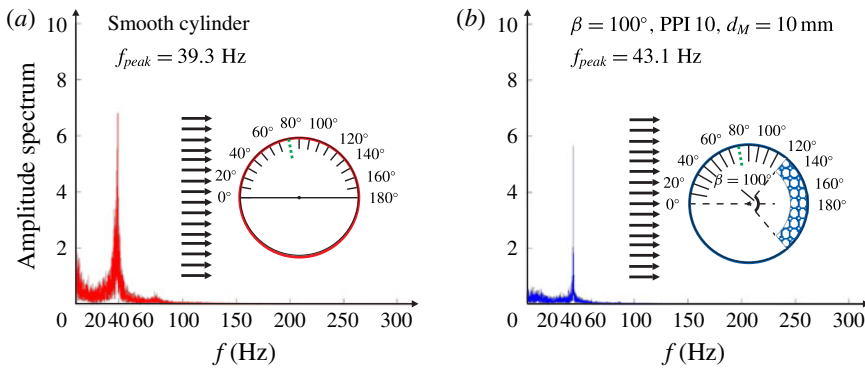 (a)
10
8
6
4
2
0
Amplitude spectrum
Smooth cylinder
f_peak = 39.3 Hz
0°
20°
40°
60°
80°
100°
120°
140°
160°
180°
20 40 60 100 150 200 250 300
f (Hz)
(b)
10
8
6
4
2
0
β = 100°, PPI 10, d_M = 10 mm
f_peak = 43.1 Hz
0°
20°
40°
60°
80°
100°
120°
140°
160°
180°
β = 100°
20 40 60 100 150 200 250 300
f (Hz)